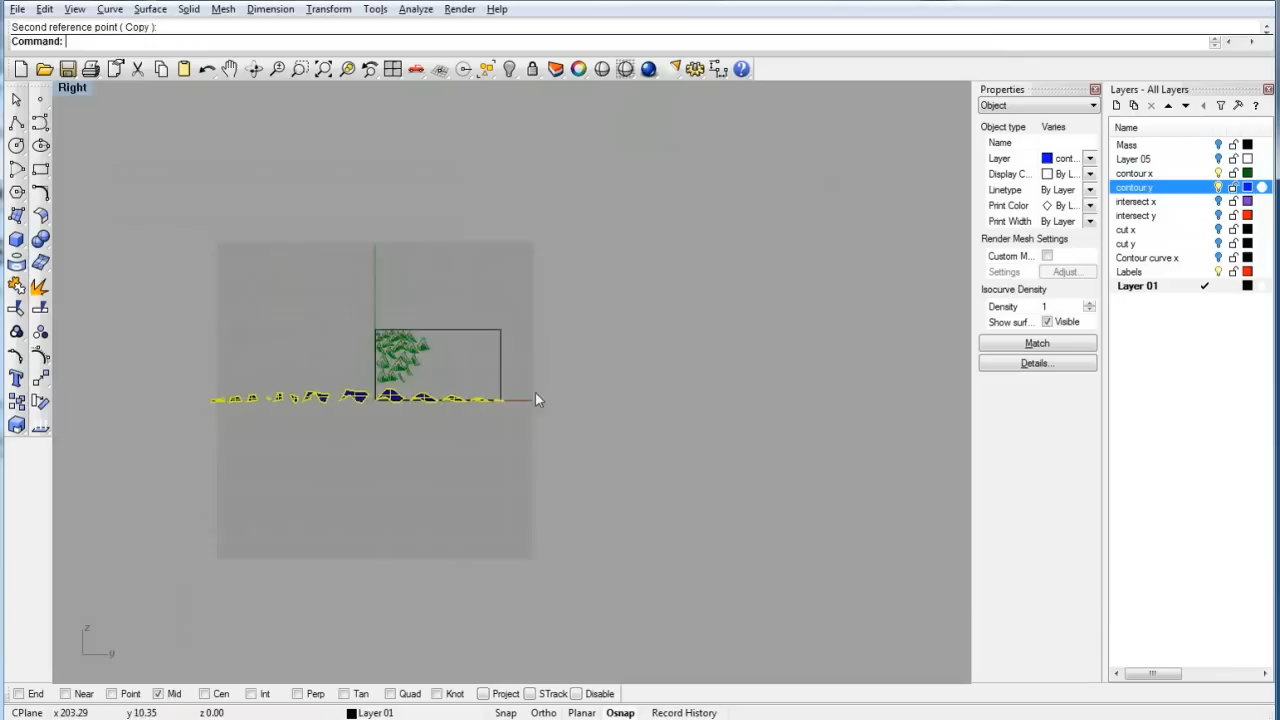 File Edit View Curve Surface Solid Mesh Dimension Transform Tools Analyze Render Help
Second reference point ( Copy ):
Command:
Right
Properties
Object
Object type Varies
Name
Layer cont...
Display C... By L...
Linetype By Layer
Print Color By L...
Print Width By Layer
Render Mesh Settings
Custom M...
Settings Adjust...
Isocurve Density
Density 1
Show surf... Visible
Match
Details...
Layers - All Layers
Name
Mass
Layer 05
contour x
contour y
intersect x
intersect y
cut x
cut y
Contour curve x
Labels
Layer 01
z
y
End Near Point Mid Cen Int Perp Tan Quad Knot Project STrack Disable
CPlane x 203.29 y 10.35 z 0.00 Layer 01 Snap Ortho Planar Osnap Record History